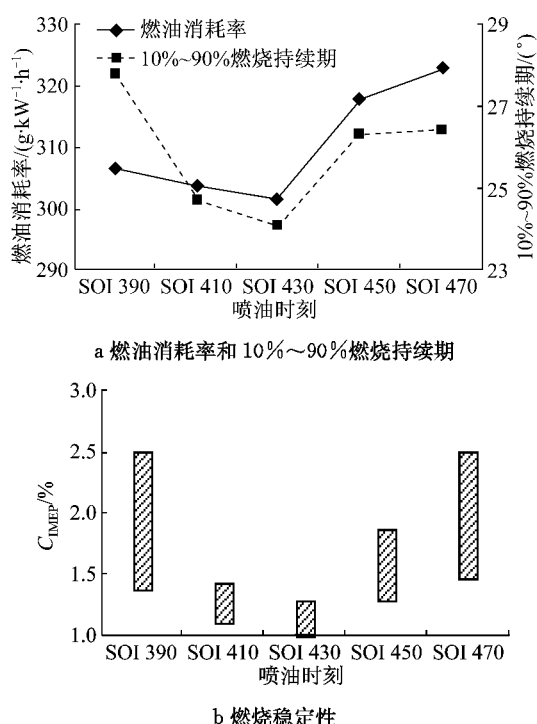 330
320
310
300
290
燃油消耗率/(g·kW⁻¹·h⁻¹)
燃油消耗率
10%~90%燃烧持续期
29
27
25
23
10%~90%燃烧持续期/(°)
SOI 390 SOI 410 SOI 430 SOI 450 SOI 470
喷油时刻
a 燃油消耗率和10%～90%燃烧持续期
3.0
2.5
2.0
1.5
1.0
C_IMEP/%
SOI 390 SOI 410 SOI 430 SOI 450 SOI 470
喷油时刻
b 燃烧稳定性